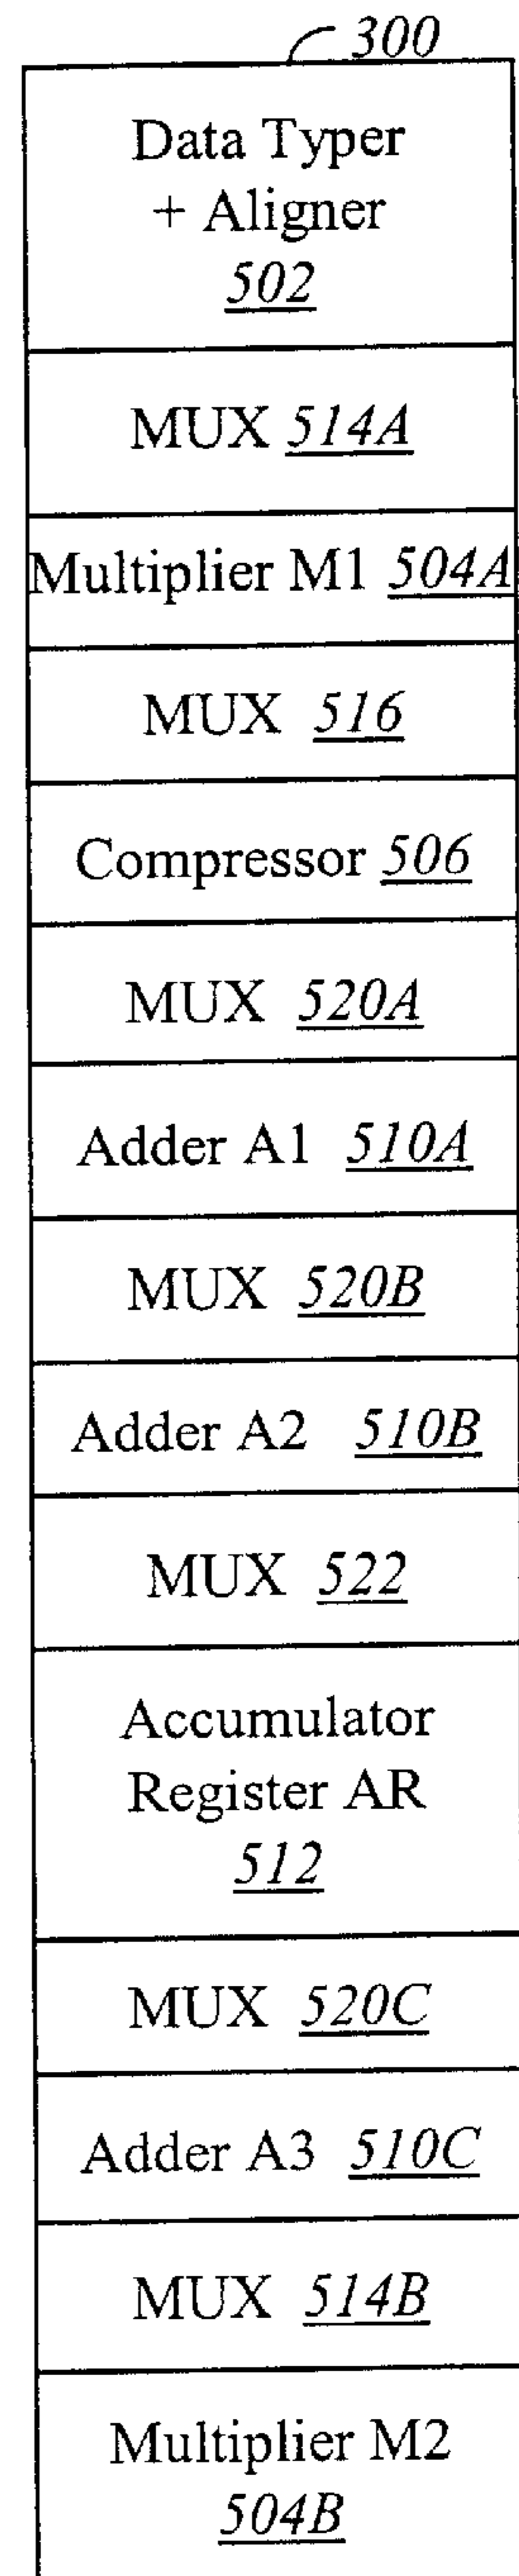 300
Data Typer
+ Aligner
502
MUX 514A
Multiplier M1 504A
MUX 516
Compressor 506
MUX 520A
Adder A1 510A
MUX 520B
Adder A2 510B
MUX 522
Accumulator
Register AR
512
MUX 520C
Adder A3 510C
MUX 514B
Multiplier M2
504B